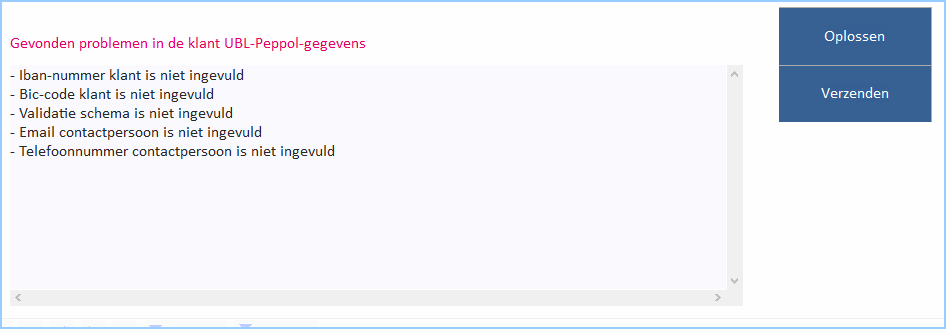 Gevonden problemen in de klant UBL-Peppol-gegevens
Oplossen
- Iban-nummer klant is niet ingevuld
- Bic-code klant is niet ingevuld
- Validatie schema is niet ingevuld
- Email contactpersoon is niet ingevuld
- Telefoonnummer contactpersoon is niet ingevuld
Verzenden